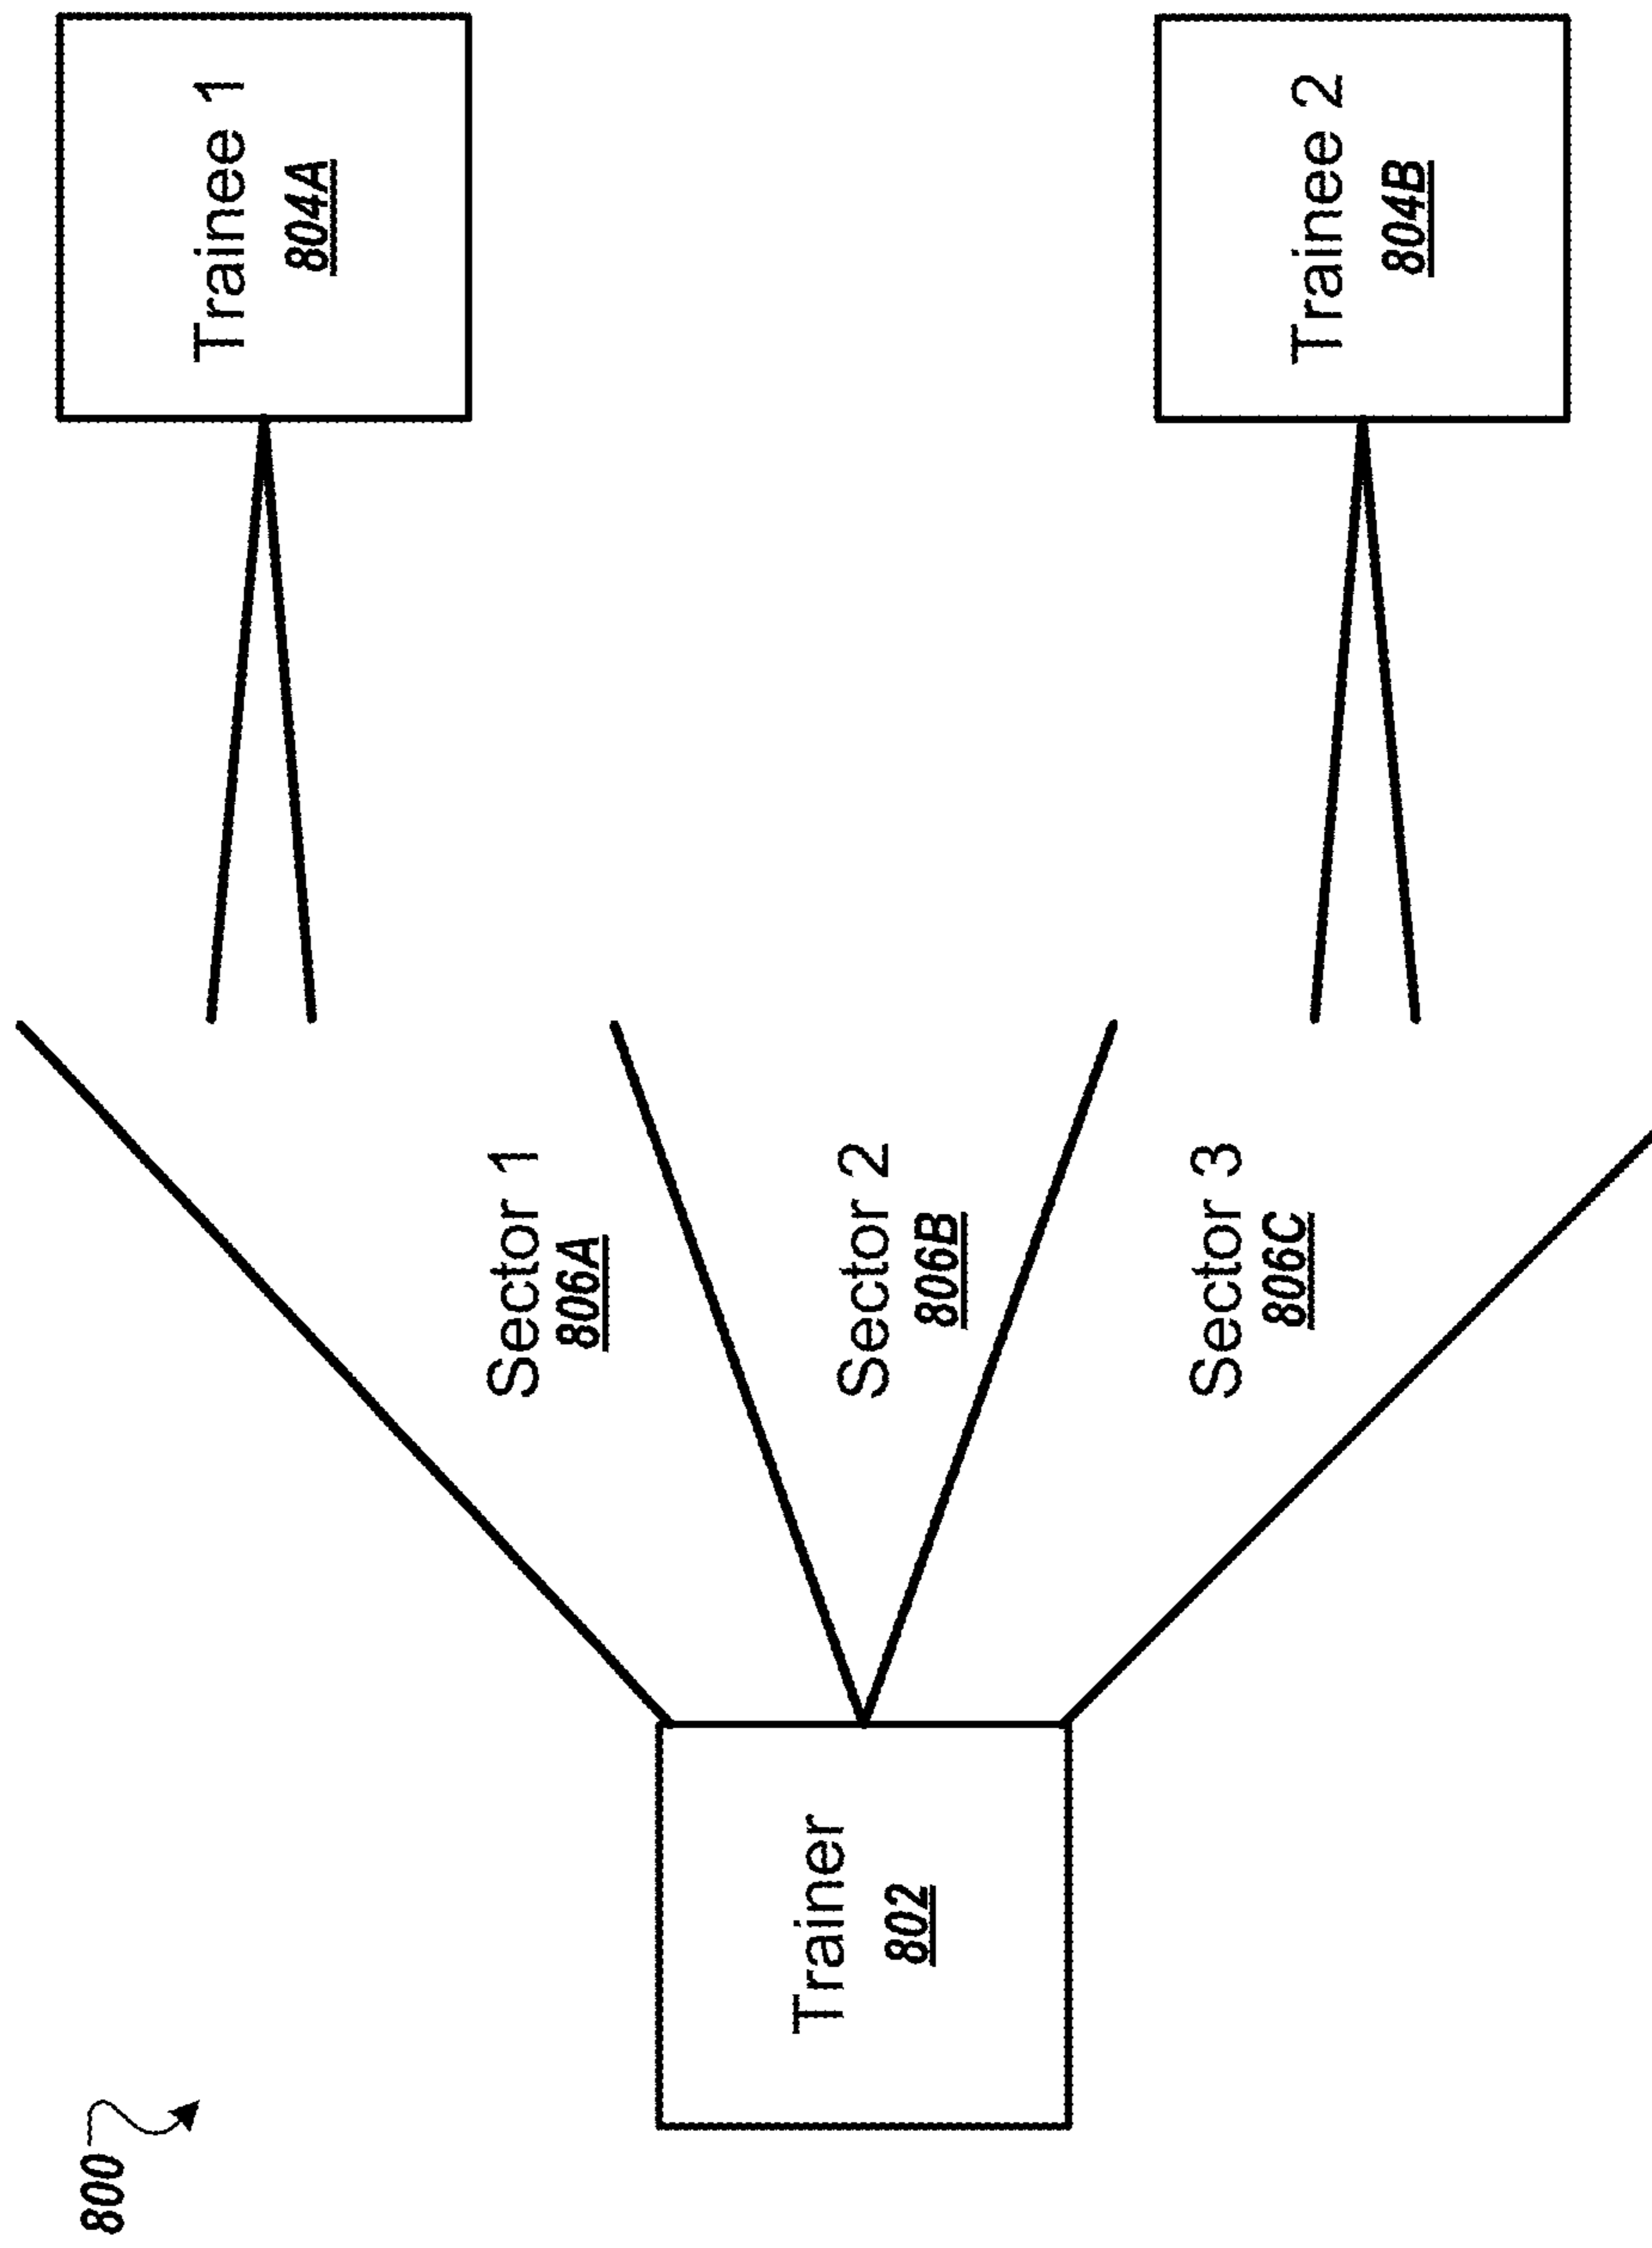 800
Trainer
802
Sector 1
806A
Sector 2
806B
Sector 3
806C
Trainee 1
804A
Trainee 2
804B